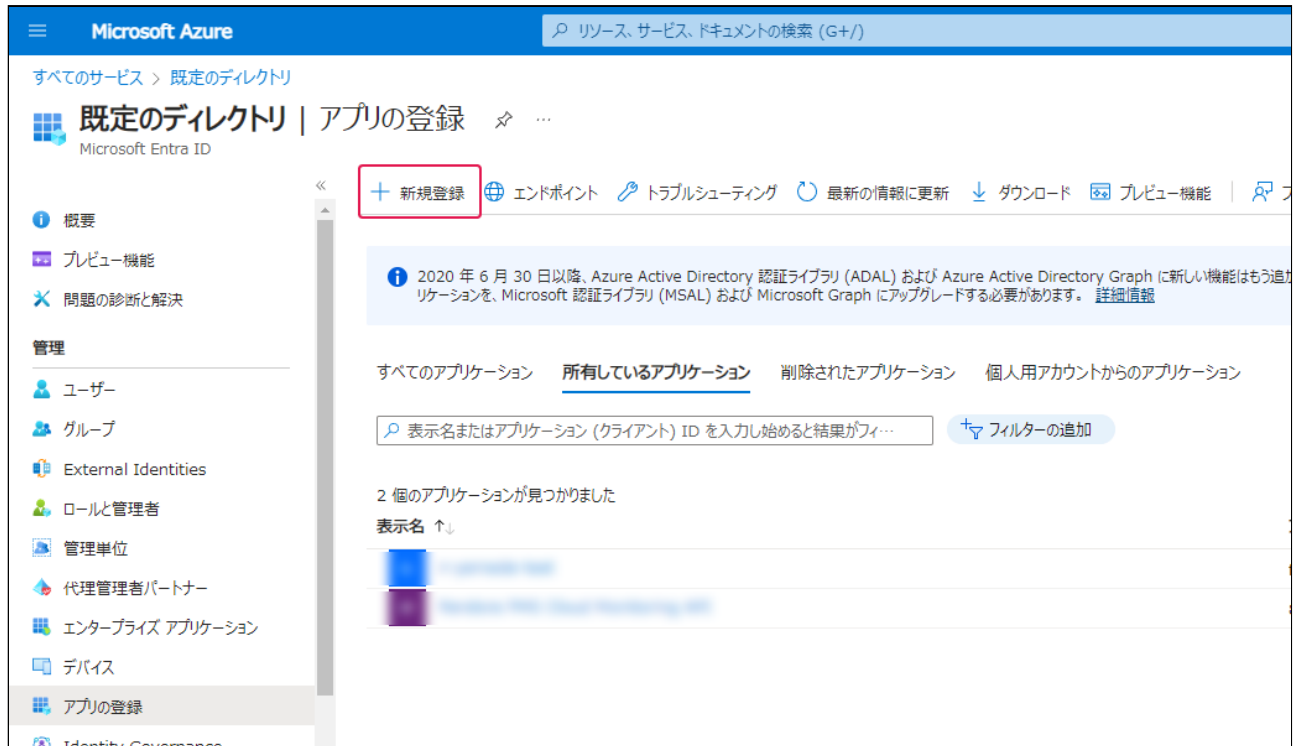 Microsoft Azure
リソース、サービス、ドキュメントの検索 (G+/)
すべてのサービス > 既定のディレクトリ
既定のディレクトリ | アプリの登録
Microsoft Entra ID
新規登録
エンドポイント
トラブルシューティング
最新の情報に更新
ダウンロード
プレビュー機能
概要
プレビュー機能
問題の診断と解決
管理
ユーザー
グループ
External Identities
ロールと管理者
管理単位
代理管理者パートナー
エンタープライズ アプリケーション
デバイス
アプリの登録
Identity Governance
2020 年 6 月 30 日以降、Azure Active Directory 認証ライブラリ (ADAL) および Azure Active Directory Graph に新しい機能はもう追
リケーションを、Microsoft 認証ライブラリ (MSAL) および Microsoft Graph にアップグレードする必要があります。 詳細情報
すべてのアプリケーション
所有しているアプリケーション
削除されたアプリケーション
個人用アカウントからのアプリケーション
表示名またはアプリケーション (クライアント) ID を入力し始めると結果がフィ…
フィルターの追加
2 個のアプリケーションが見つかりました
表示名 ↑↓